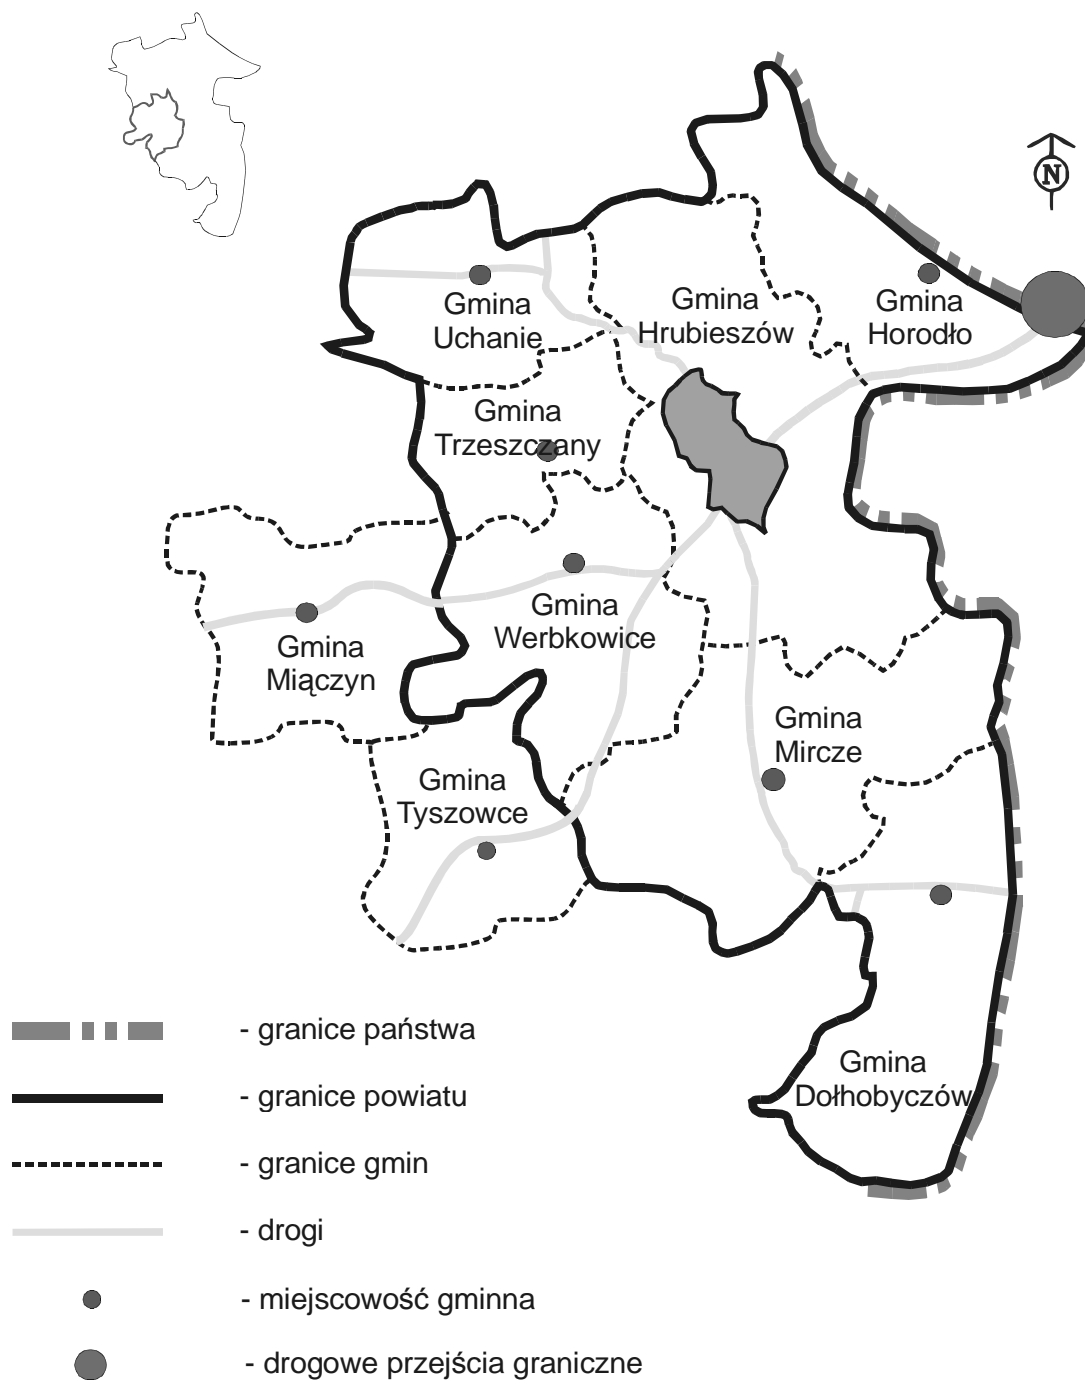 N
Gmina
Uchanie
Gmina
Hrubieszów
Gmina
Horodło
Gmina
Trzeszczany
Gmina
Werbkowice
Gmina
Miączyn
Gmina
Mircze
Gmina
Tyszowce
Gmina
Dołhobyczów
- granice państwa
- granice powiatu
- granice gmin
- drogi
- miejscowość gminna
- drogowe przejścia graniczne